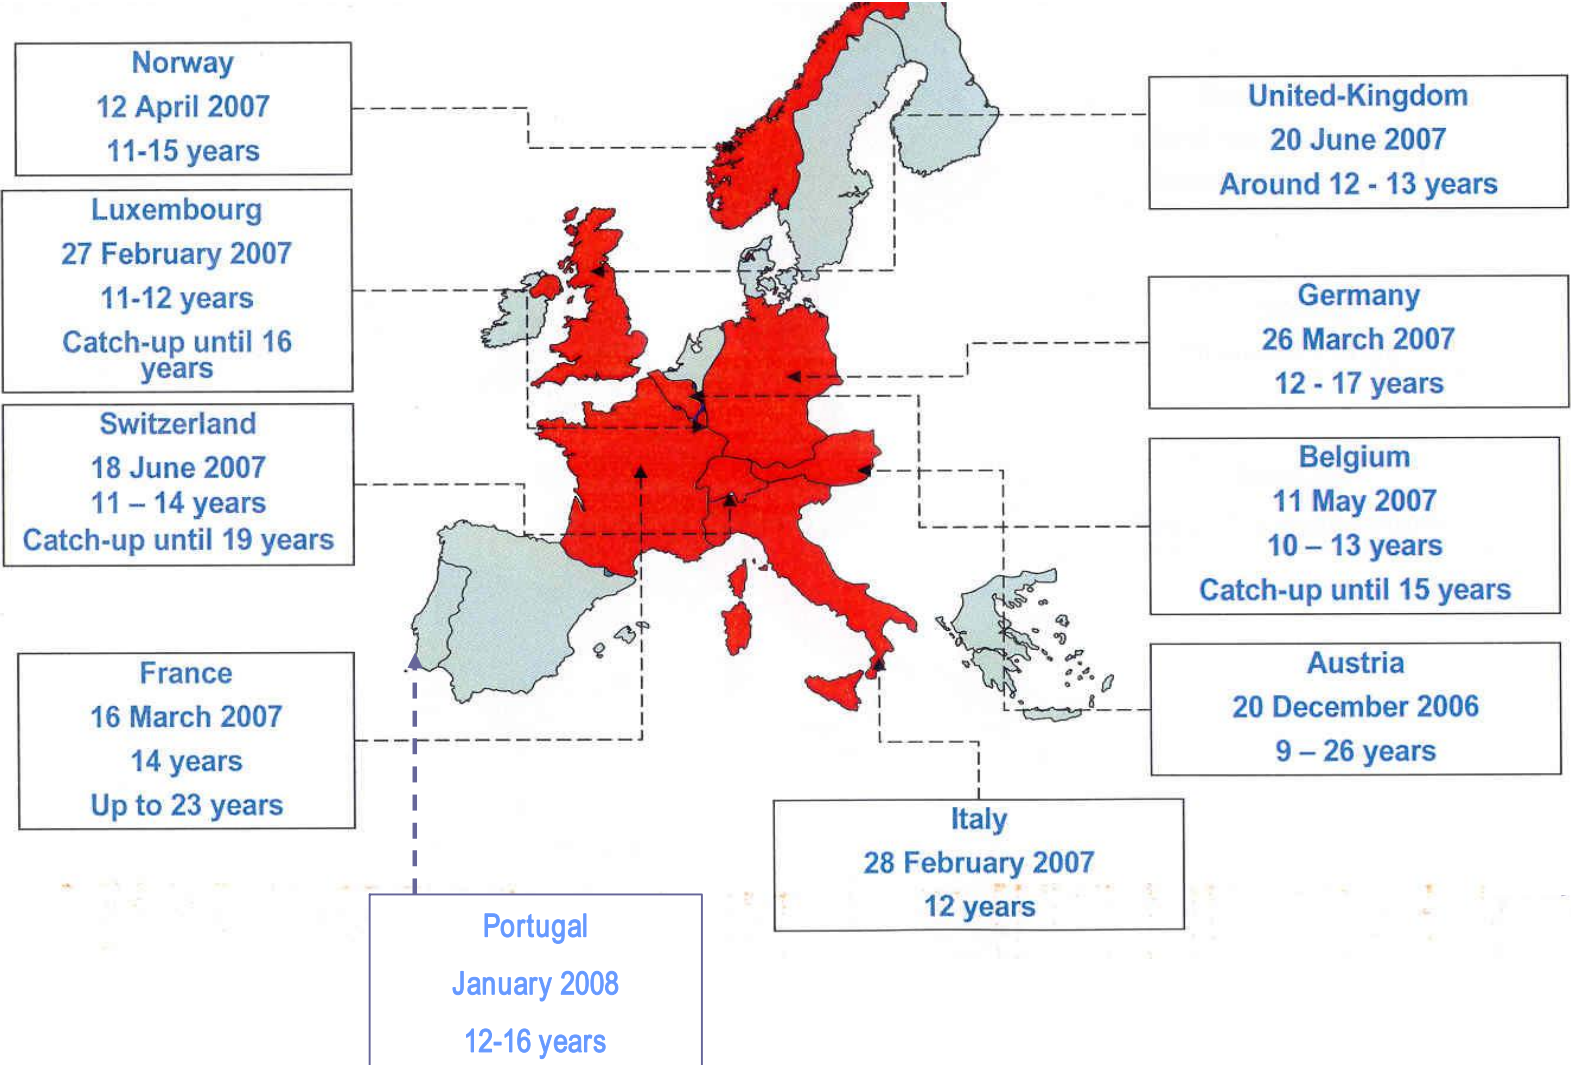 Norway
12 April 2007
11-15 years
Luxembourg
27 February 2007
11-12 years
Catch-up until 16
years
Switzerland
18 June 2007
11 – 14 years
Catch-up until 19 years
France
16 March 2007
14 years
Up to 23 years
Portugal
January 2008
12-16 years
United-Kingdom
20 June 2007
Around 12 - 13 years
Germany
26 March 2007
12 - 17 years
Belgium
11 May 2007
10 – 13 years
Catch-up until 15 years
Austria
20 December 2006
9 – 26 years
Italy
28 February 2007
12 years